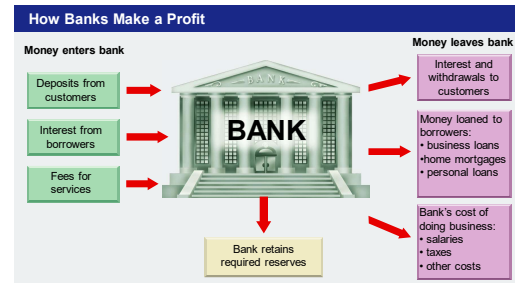 How Banks Make a Profit
Money enters bank
Money leaves bank
Deposits from
customers
Interest from
borrowers
Fees for
services
BANK
BANK
Bank retains
required reserves
Interest and
withdrawals to
customers
Money loaned to
borrowers:
• business loans
•home mortgages
• personal loans
Bank's cost of
doing business:
• salaries
• taxes
• other costs